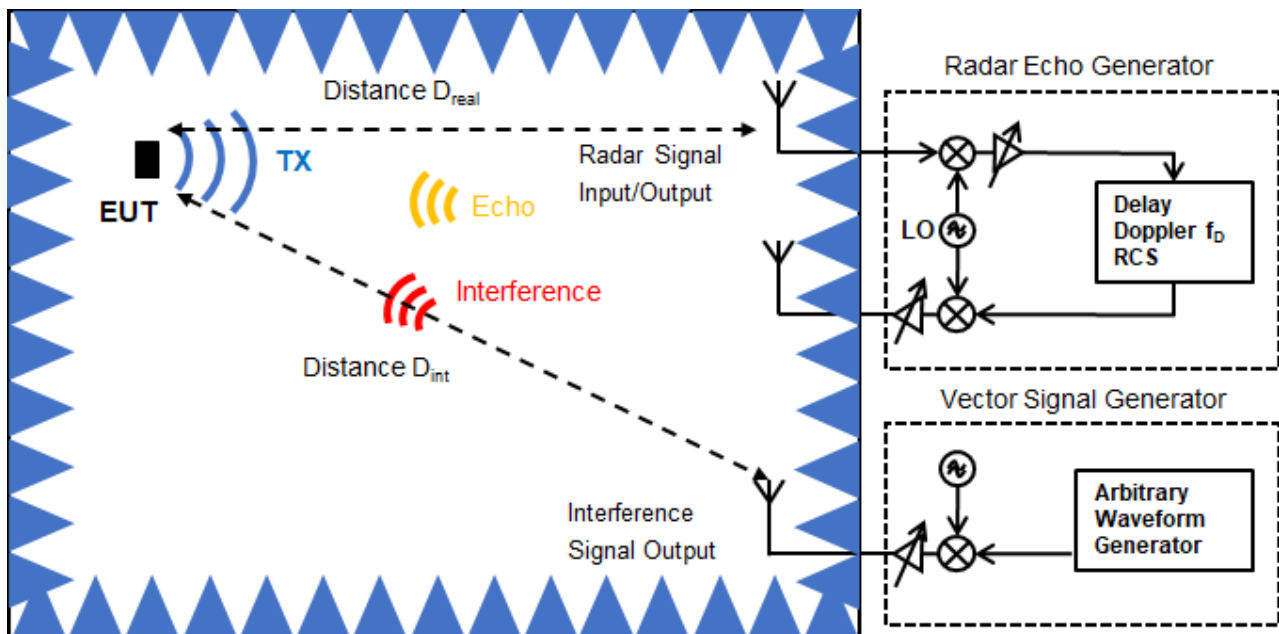 Distance Dreal
TX
EUT
Radar Signal
Input/Output
Echo
Interference
Distance Dint
Interference
Signal Output
Radar Echo Generator
LO
Delay
Doppler fD
RCS
Vector Signal Generator
Arbitrary
Waveform
Generator